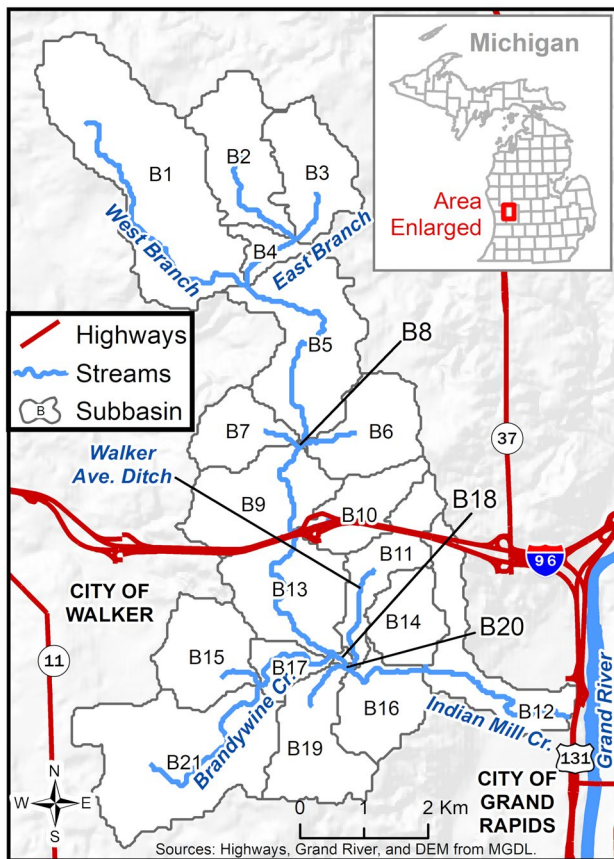 Michigan
Area
Enlarged
B1
B2
B3
B4
West Branch
East Branch
Highways
Streams
B
Subbasin
B5
B8
B7
B6
37
Walker
Ave. Ditch
B9
B10
B18
B11
96
CITY OF
WALKER
B13
B14
B20
11
B15
B17
B16
B12
Brandywine Cr.
Indian Mill Cr.
Grand River
B21
B19
131
N
W
E
S
0 1 2 Km
CITY OF
GRAND
RAPIDS
Sources: Highways, Grand River, and DEM from MGDL.